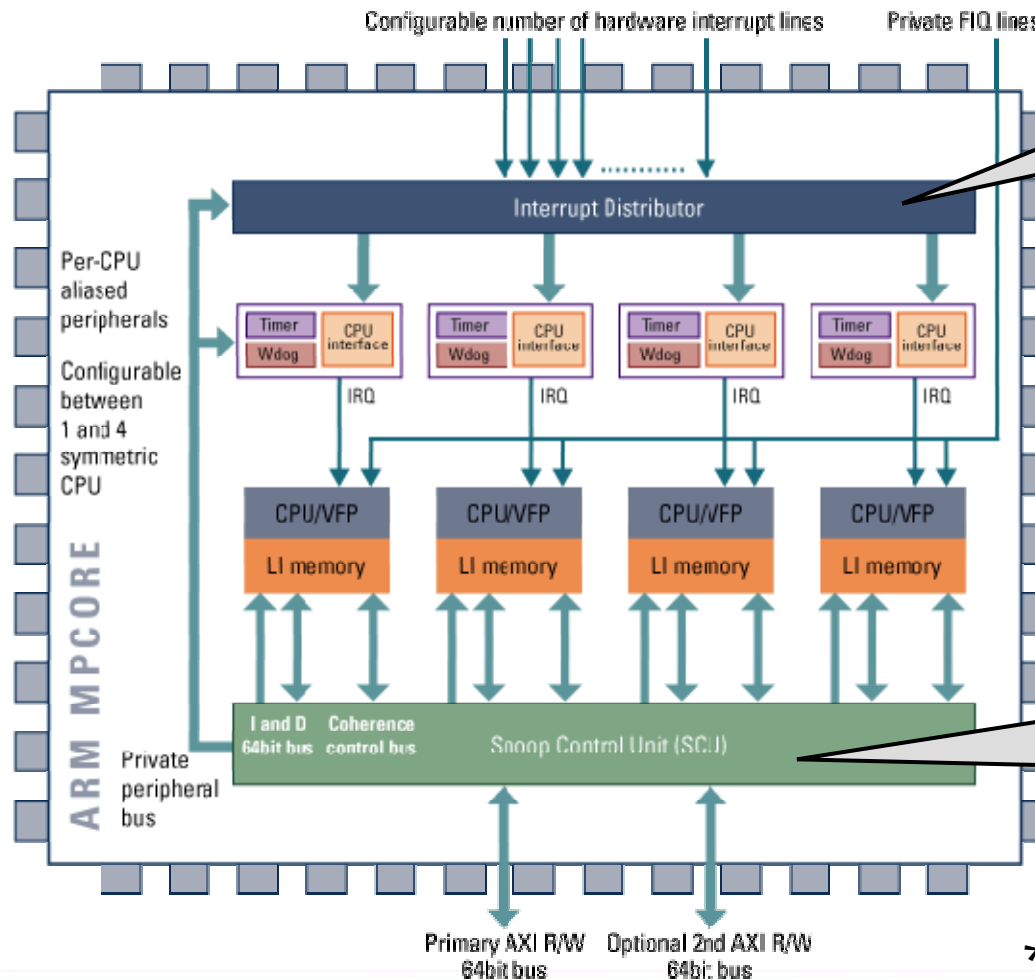 Configurable number of hardware interrupt lines
Private FIQ lines
Interrupt Distributor
Per-CPU
aliased
peripherals
Configurable
between
1 and 4
symmetric
CPU
Timer
Wdog
CPU
interface
Timer
Wdog
CPU
interface
Timer
Wdog
CPU
interface
Timer
Wdog
CPU
interface
IRQ
IRQ
IRQ
IRQ
CPU/VFP
CPU/VFP
CPU/VFP
CPU/VFP
LI memory
LI memory
LI memory
LI memory
ARM MPCORE
I and D
64bit bus
Coherence
control bus
Snoop Control Unit (SCU)
Private
peripheral
bus
Primary AXI R/W
64bit bus
Optional 2nd AXI R/W
64bit bus